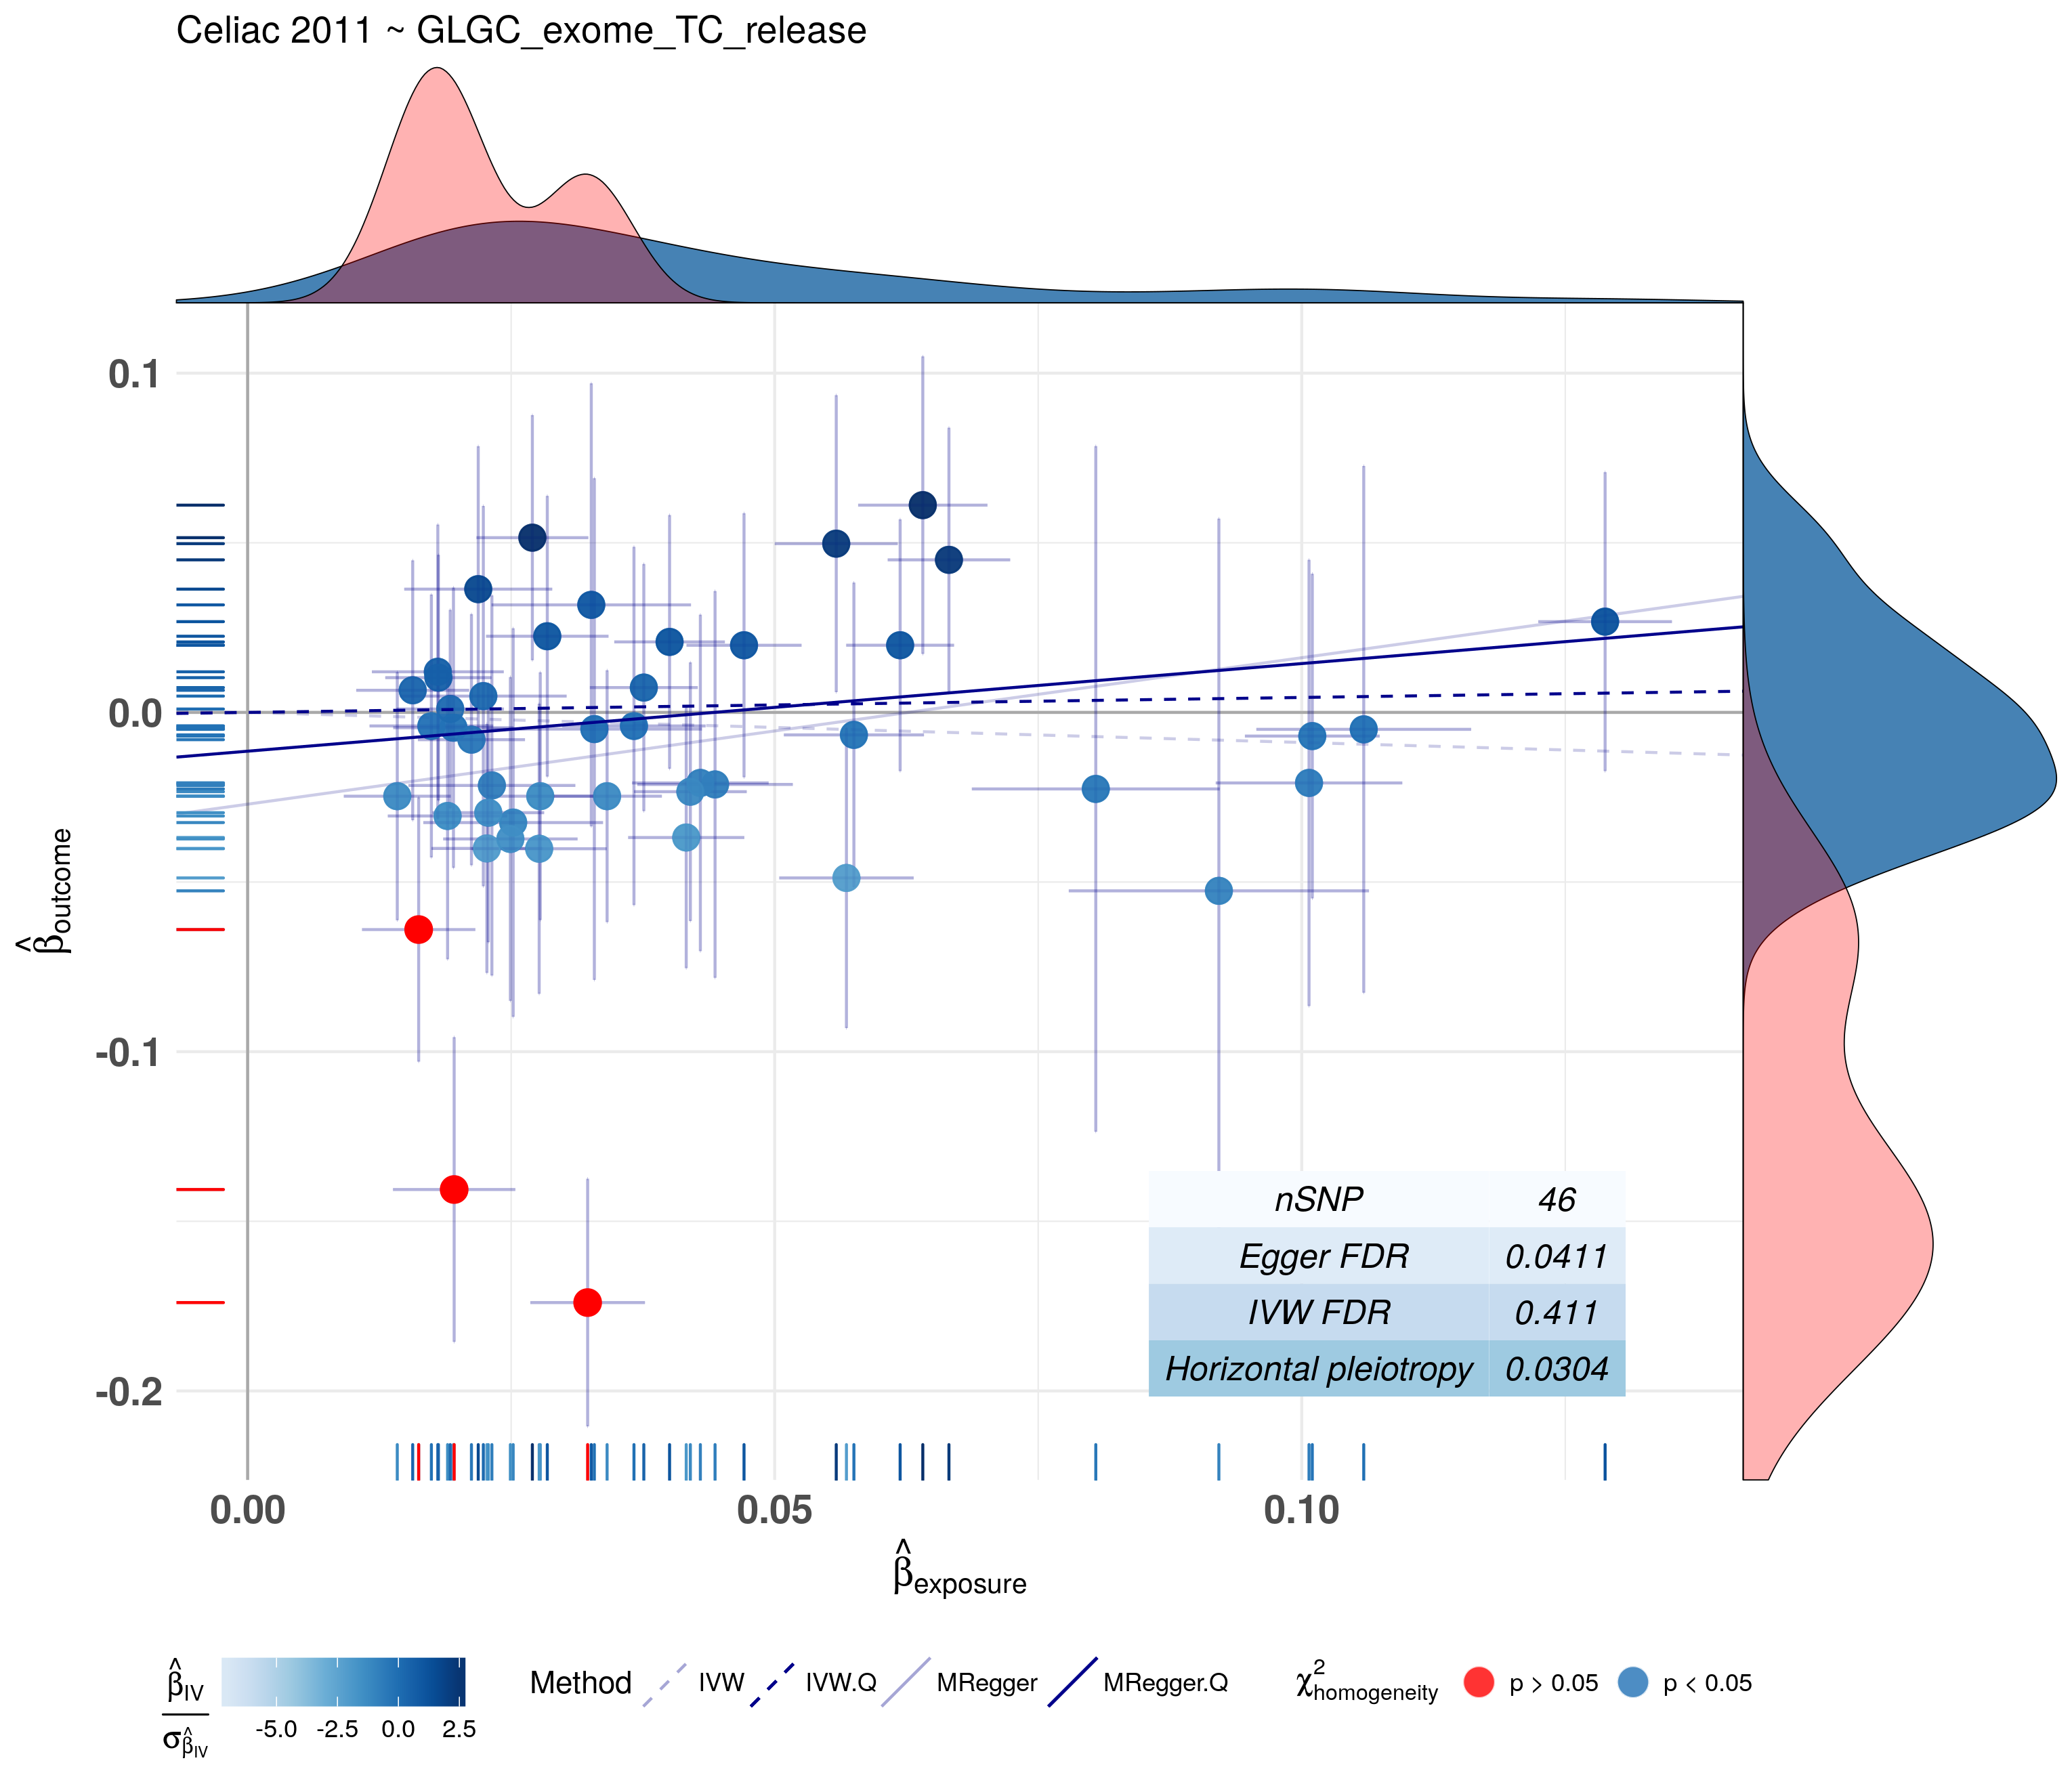 Celiac 2011 ~ GLGC_exome_TC_release
0.1
0.0
-0.1
-0.2
β̂outcome
nSNP 46
Egger FDR 0.0411
IVW FDR 0.411
Horizontal pleiotropy 0.0304
0.00 0.05 0.10
β̂exposure
β̂IV
σβ̂IV
-5.0 -2.5 0.0 2.5
Method IVW IVW.Q MRegger MRegger.Q
χ²homogeneity p > 0.05 p < 0.05